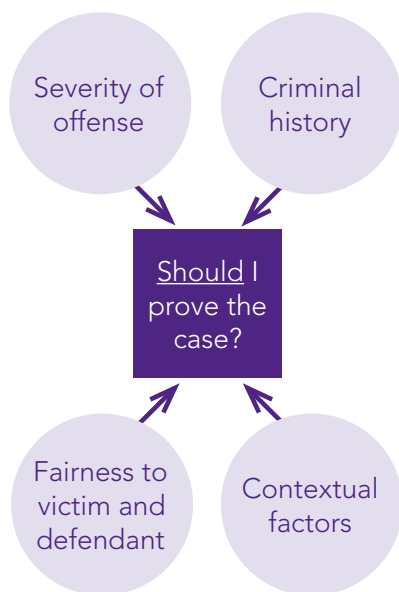 Severity of
offense
Criminal
history
Should I
prove the
case?
Fairness to
victim and
defendant
Contextual
factors